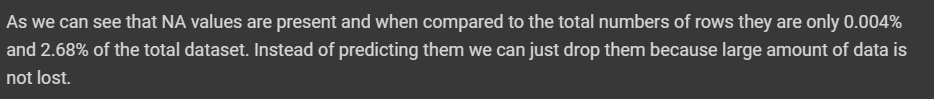 As we can see that NA values are present and when compared to the total numbers of rows they are only 0.004%
and 2.68% of the total dataset. Instead of predicting them we can just drop them because large amount of data is
not lost.